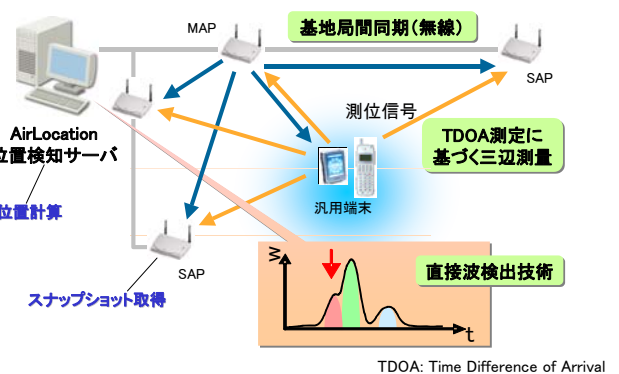 MAP
基地局間同期(無線)
SAP
測位信号
AirLocation
位置検知サーバ
TDOA測定に
基づく三辺測量
汎用端末
位置計算
SAP
スナップショット取得
W
直接波検出技術
t
TDOA: Time Difference of Arrival